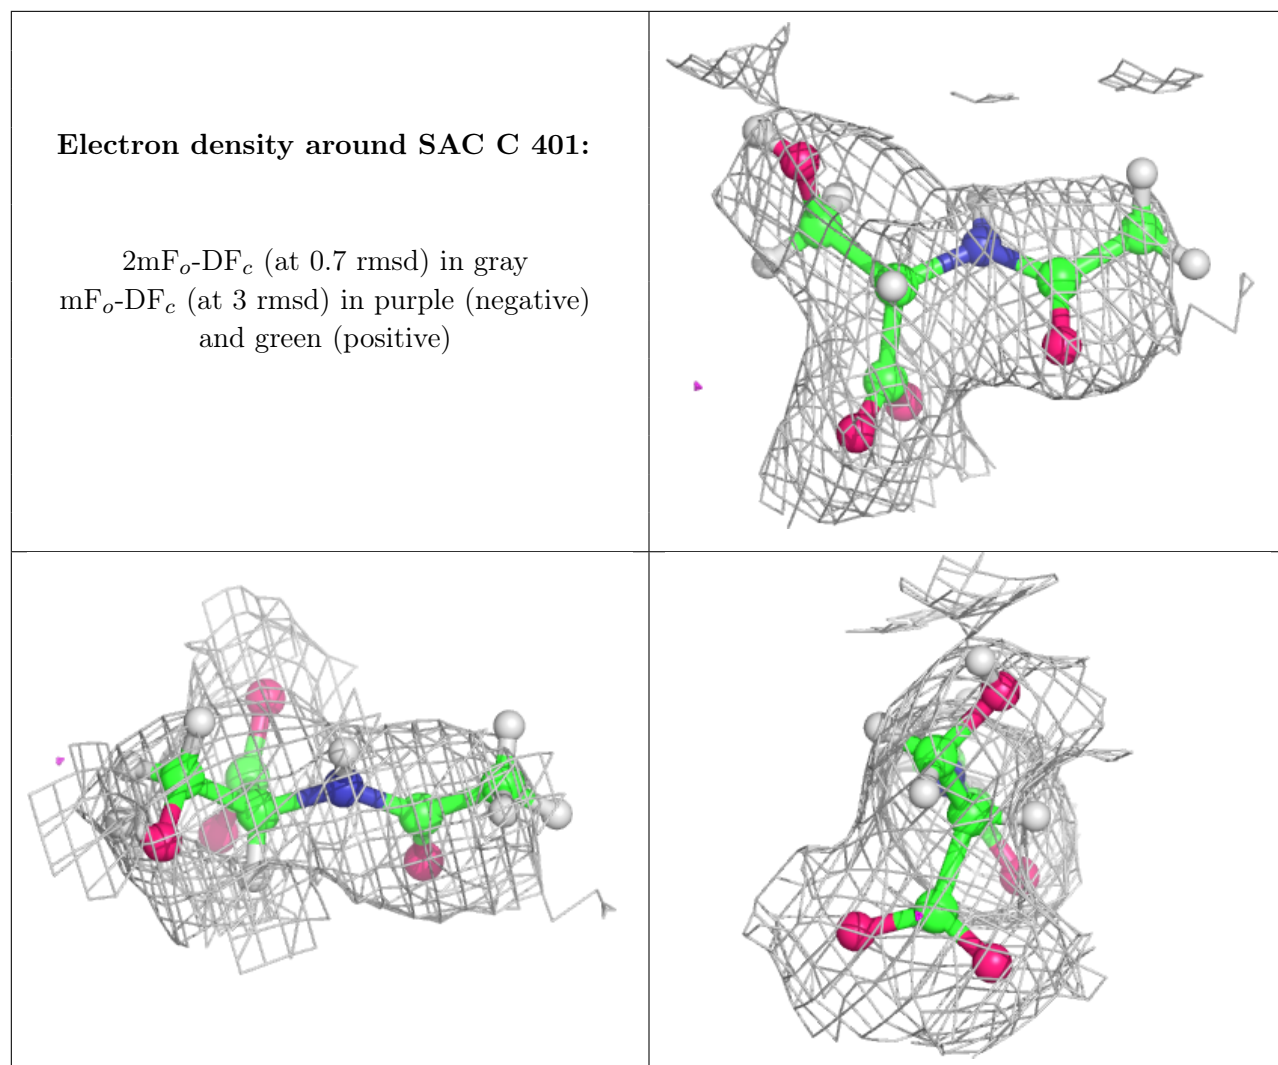 Electron density around SAC C 401:
2mFo-DFc (at 0.7 rmsd) in gray
mFo-DFc (at 3 rmsd) in purple (negative)
and green (positive)